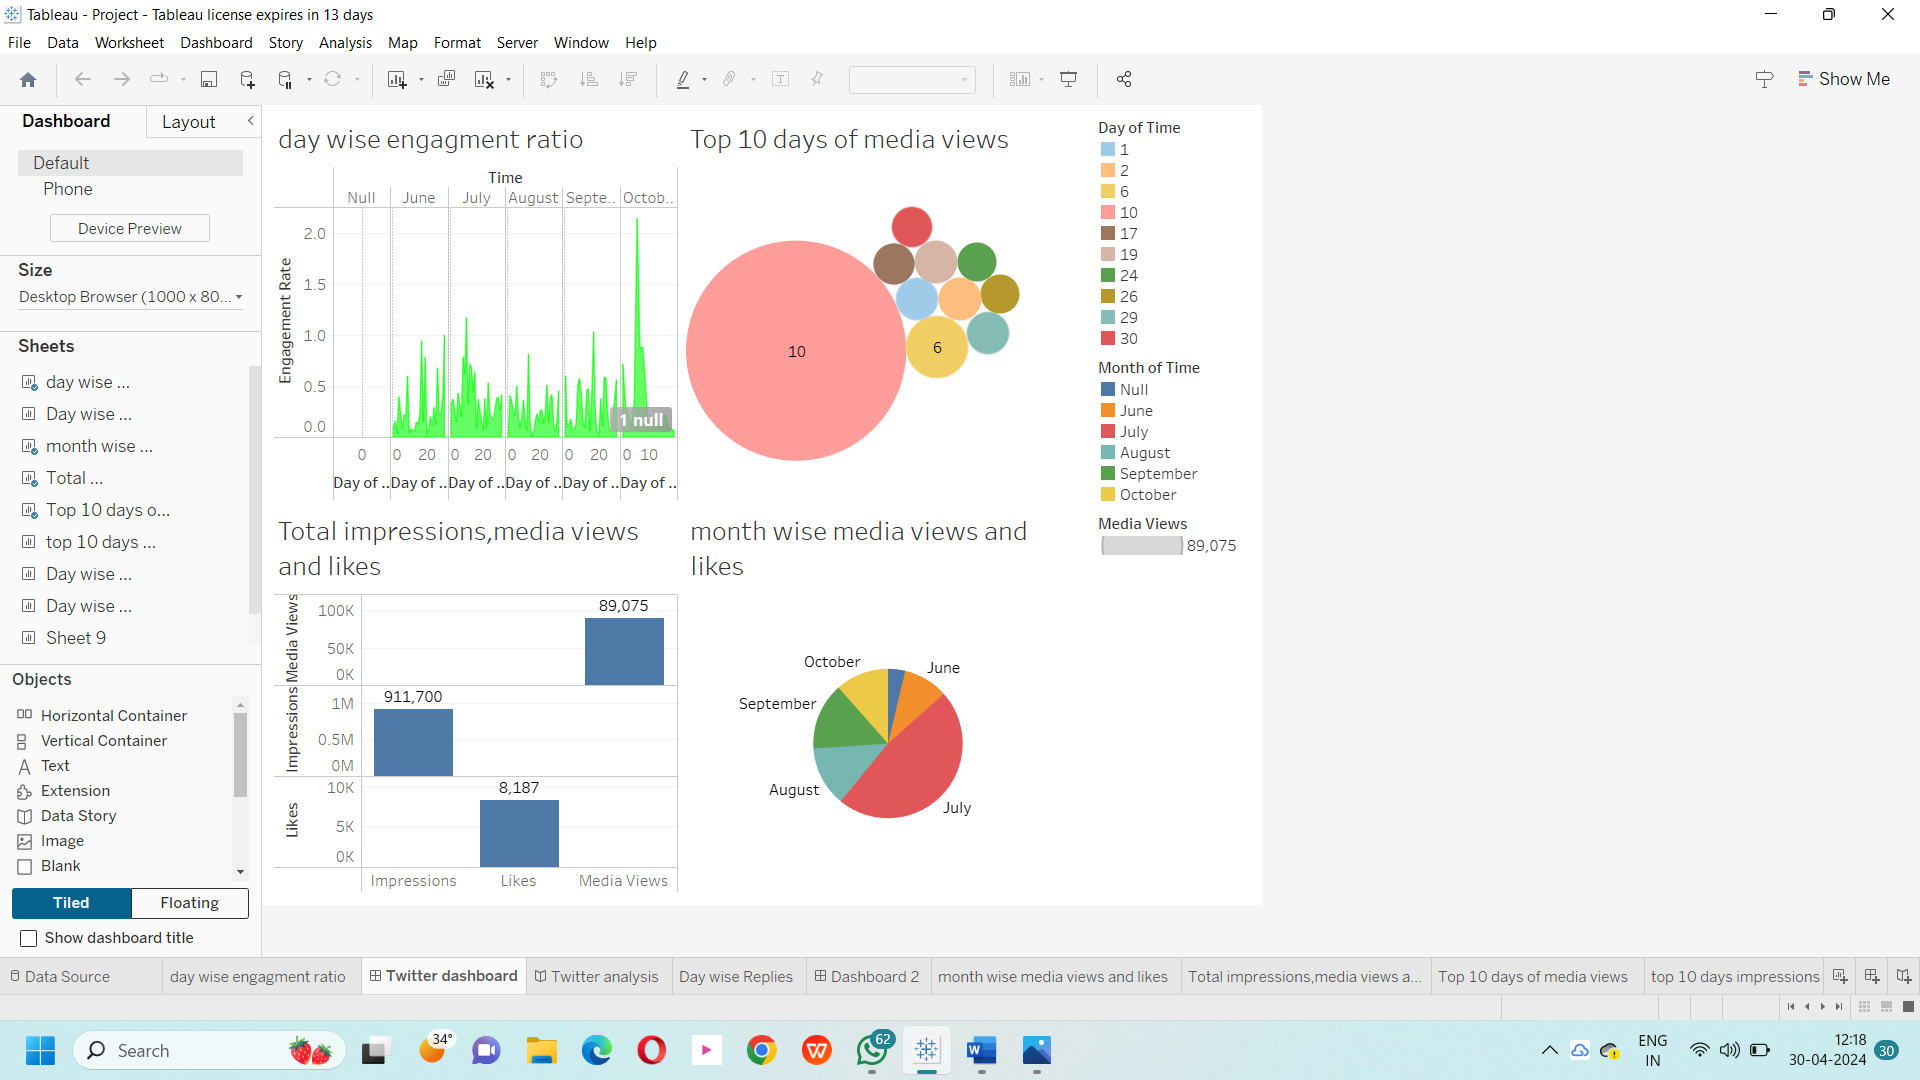 Tableau - Project - Tableau license expires in 13 days
File Data Worksheet Dashboard Story Analysis Map Format Server Window Help
Show Me
Dashboard Layout
Default
Phone
Device Preview
Size
Desktop Browser (1000 x 80...
Sheets
day wise ...
Day wise ...
month wise ...
Total ...
Top 10 days o...
top 10 days ...
Day wise ...
Day wise ...
Sheet 9
Objects
Horizontal Container
Vertical Container
Text
Extension
Data Story
Image
Blank
Tiled Floating
Show dashboard title
day wise engagment ratio
Time
Null June July August Septe.. Octob..
Engagement Rate
2.0
1.5
1.0
0.5
0.0
1 null
0 0 20 0 20 0 20 0 20 0 10
Day of .. Day of .. Day of .. Day of .. Day of .. Day of ..
Top 10 days of media views
10
6
Day of Time
1
2
6
10
17
19
24
26
29
30
Month of Time
Null
June
July
August
September
October
Media Views
89,075
Total impressions,media views
and likes
Media Views
100K
50K
0K
89,075
Impressions
1M
0.5M
0M
911,700
Likes
10K
5K
0K
8,187
Impressions Likes Media Views
month wise media views and
likes
October
June
September
August
July
Data Source day wise engagment ratio Twitter dashboard Twitter analysis Day wise Replies Dashboard 2 month wise media views and likes Total impressions,media views a... Top 10 days of media views top 10 days impressions
Search
34°
62
ENG
IN
12:18
30-04-2024
30